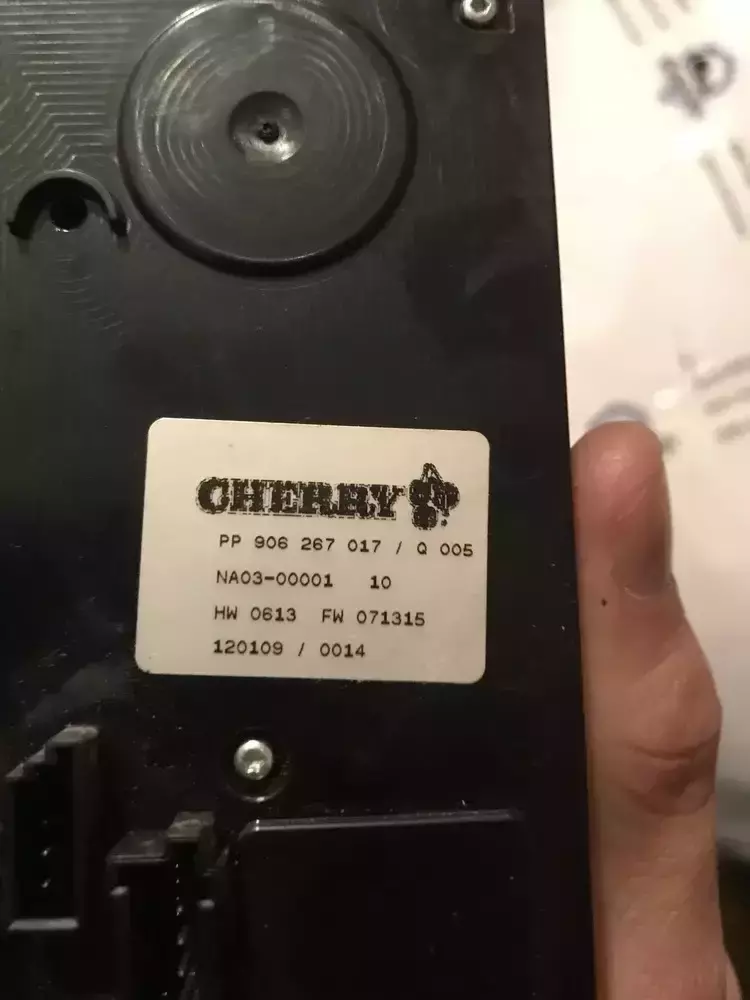 CHERRY
PP 906 267 017 / Q 005
NA03-00001 10
HW 0613 FW 071315
120109 / 0014